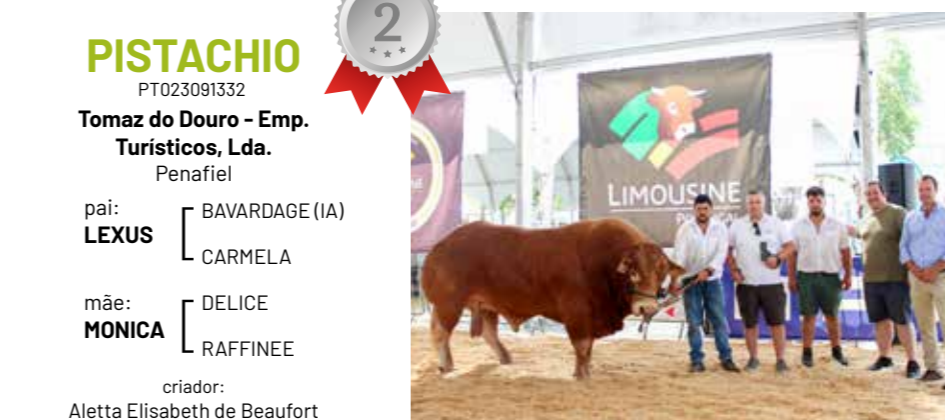 PISTACHIO
PT023091332
Tomaz do Douro - Emp.
Turísticos, Lda.
Penafiel
pai:
LEXUS
BAVARDAGE (IA)
CARMELA
mãe:
MONICA
DELICE
RAFFINEE
criador:
Aletta Elisabeth de Beaufort
2
LIMOUSINE